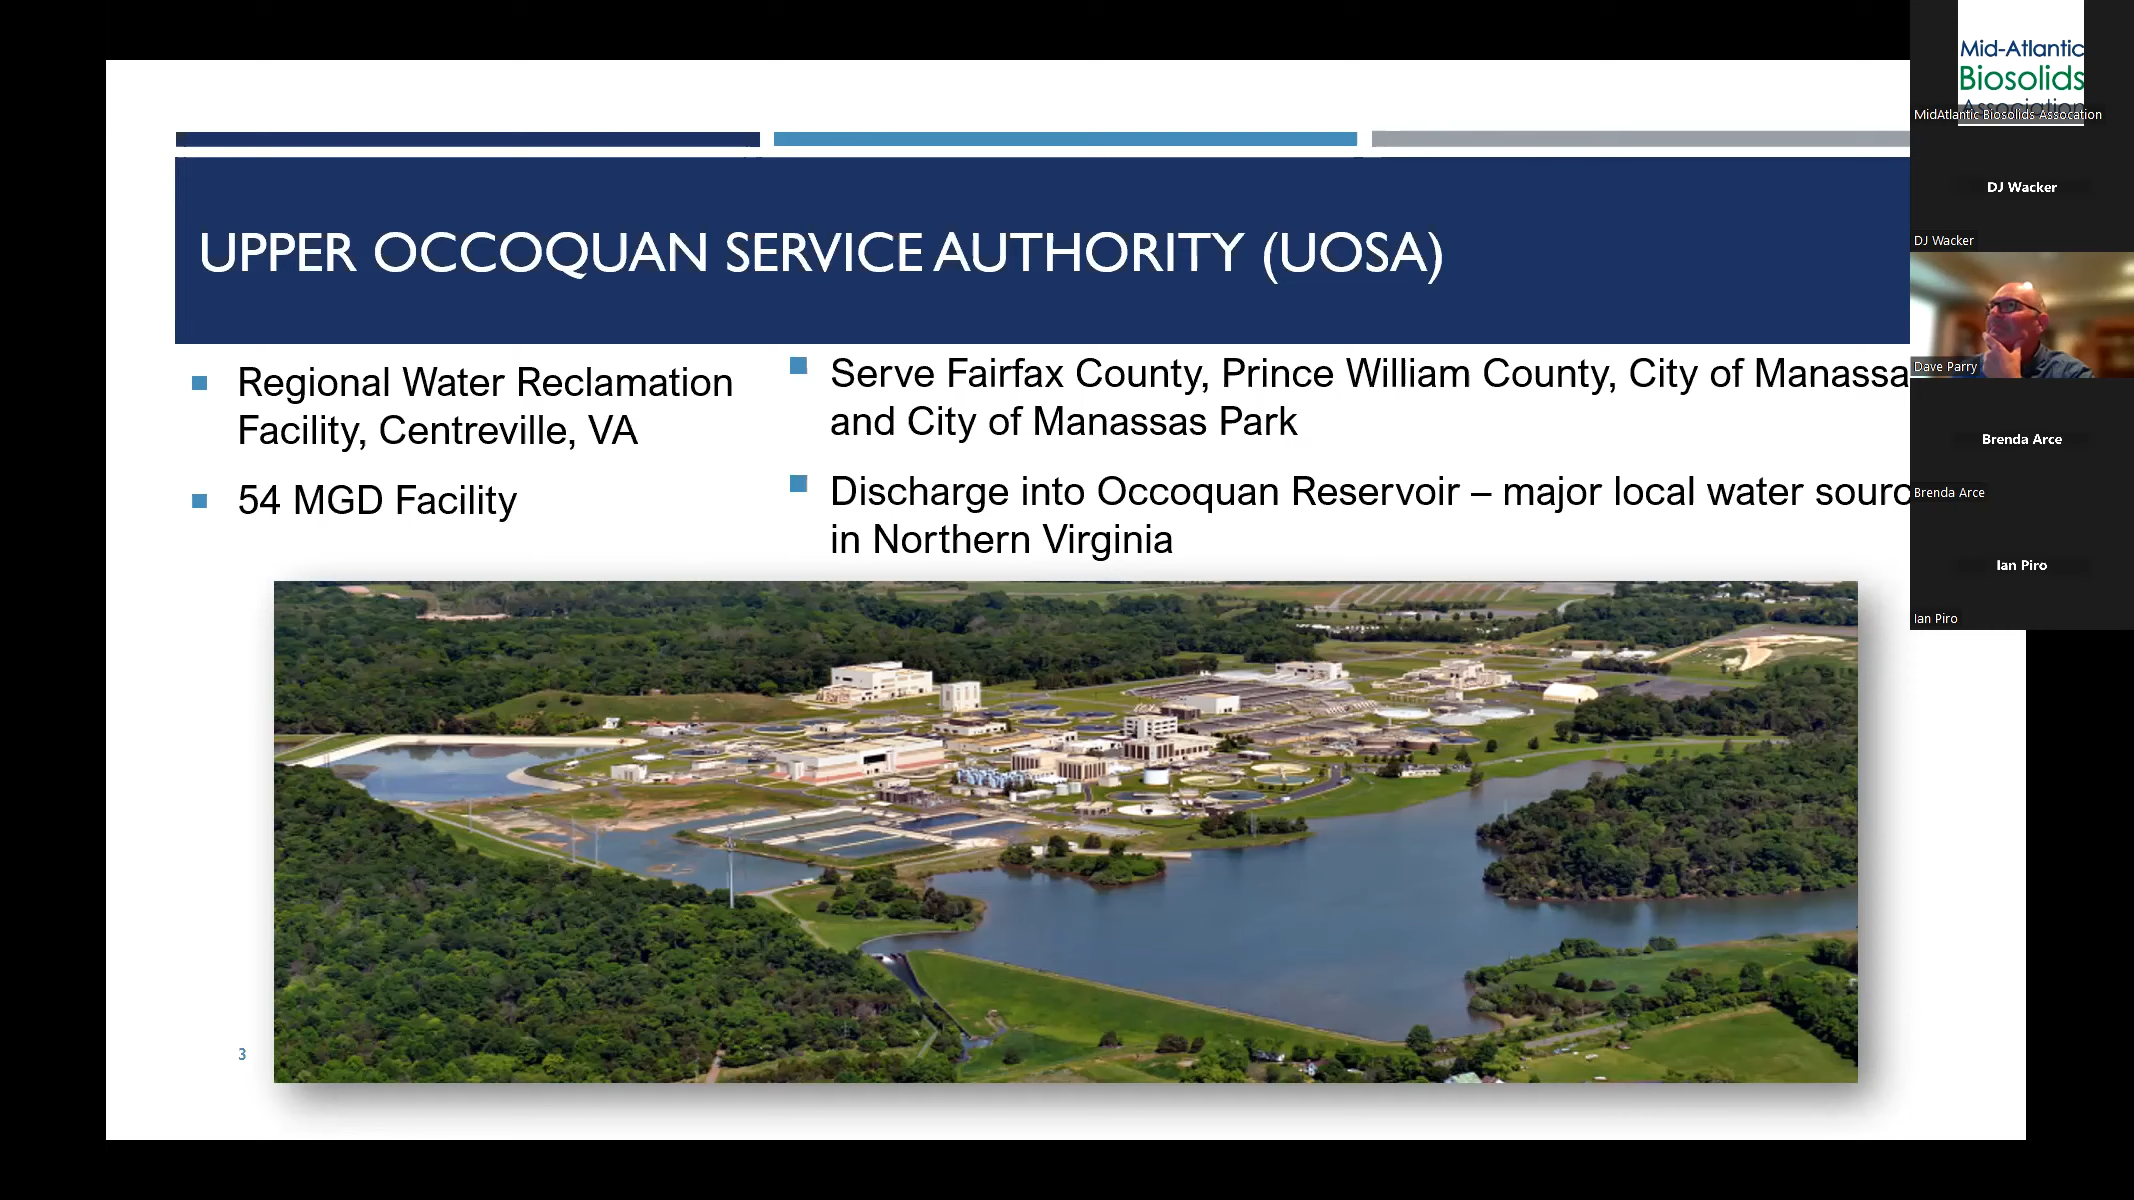 UPPER OCCOQUAN SERVICE AUTHORITY (UOSA)
Regional Water Reclamation
Facility, Centreville, VA
54 MGD Facility
Serve Fairfax County, Prince William County, City of Manassa
and City of Manassas Park
Discharge into Occoquan Reservoir – major local water sourc
in Northern Virginia
3
Mid-Atlantic
Biosolids
Association
MidAtlantic Biosolids Assocation
DJ Wacker
DJ Wacker
Dave Parry
Brenda Arce
Brenda Arce
Ian Piro
Ian Piro